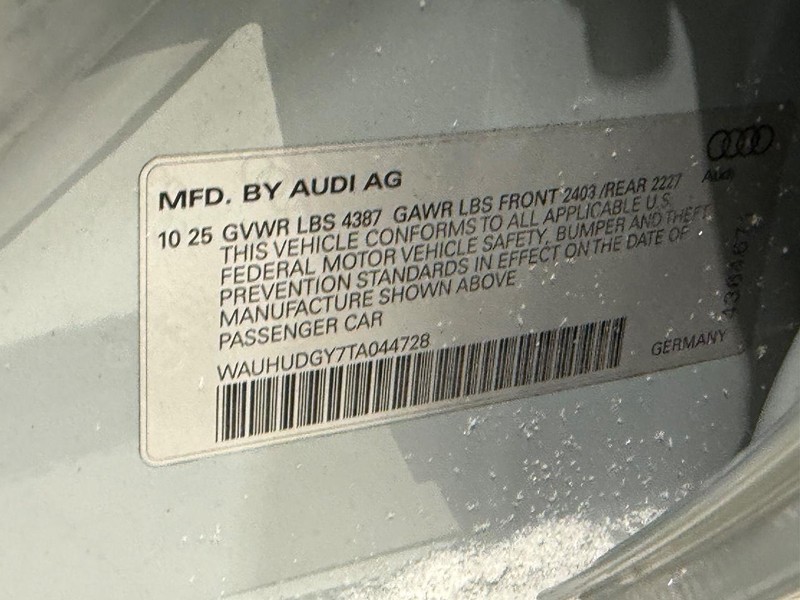 MFD. BY AUDI AG
Audi
10 25 GVWR LBS 4387 GAWR LBS FRONT 2403 /REAR 2227
THIS VEHICLE CONFORMS TO ALL APPLICABLE U.S.
FEDERAL MOTOR VEHICLE SAFETY, BUMPER AND THEFT
PREVENTION STANDARDS IN EFFECT ON THE DATE OF
MANUFACTURE SHOWN ABOVE
PASSENGER CAR
WAUHUDGY7TA044728
GERMANY